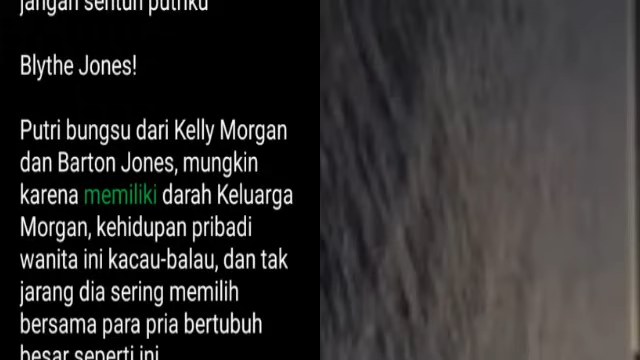 jangan sentuh putriku
Blythe Jones!
Putri bungsu dari Kelly Morgan
dan Barton Jones, mungkin
karena memiliki darah Keluarga
Morgan, kehidupan pribadi
wanita ini kacau-balau, dan tak
jarang dia sering memilih
bersama para pria bertubuh
besar seperti ini